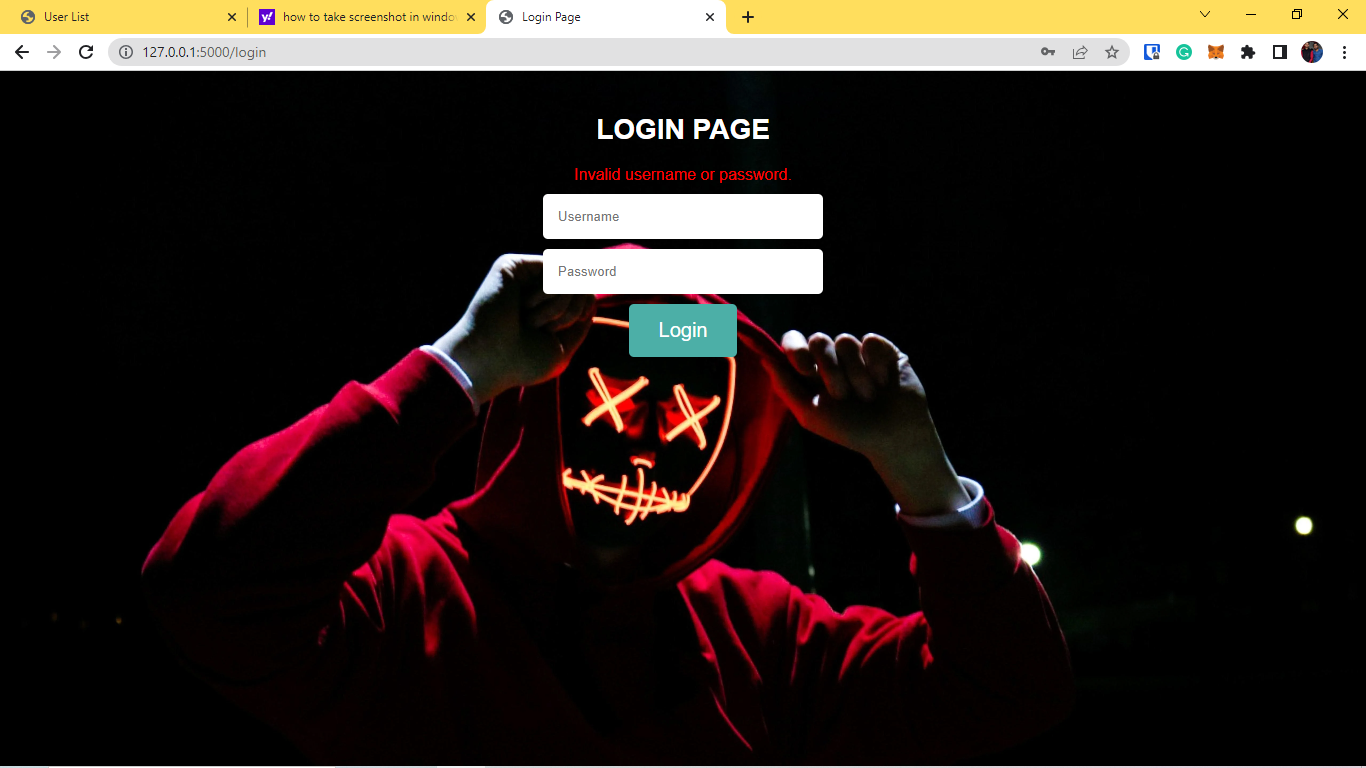 User List
how to take screenshot in windo
Login Page
127.0.0.1:5000/login
LOGIN PAGE
Invalid username or password.
Username
Password
Login